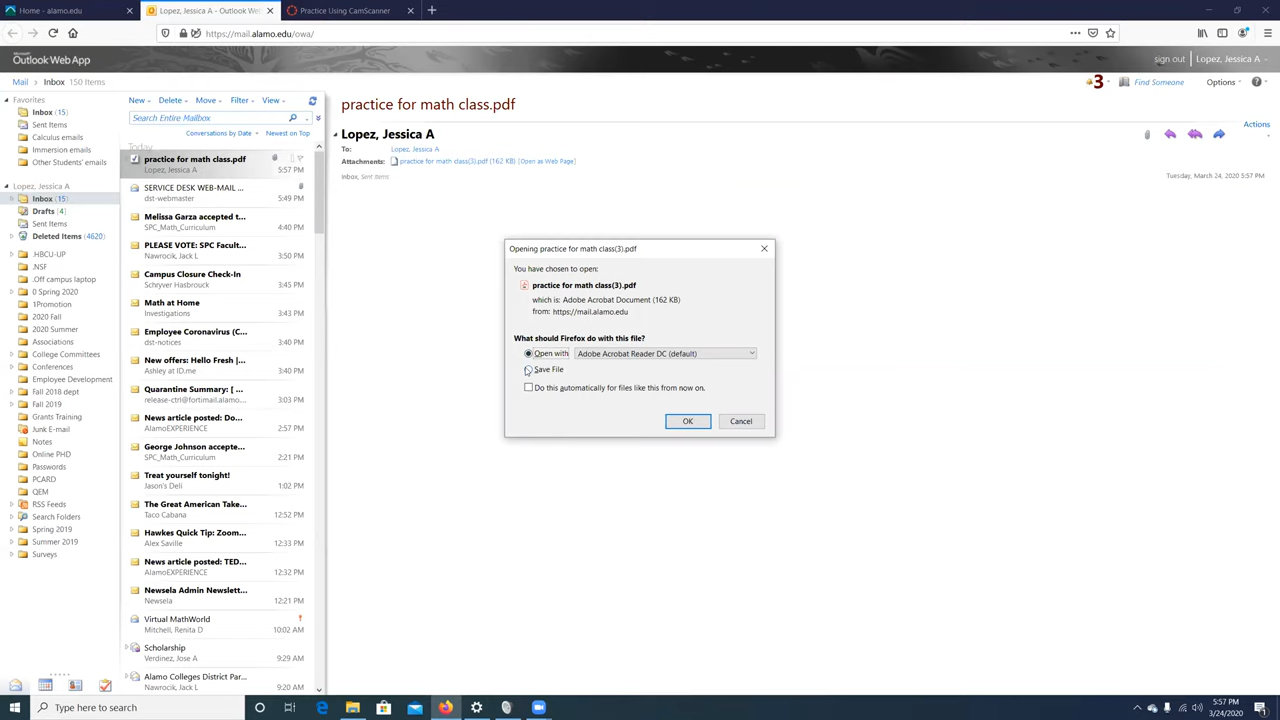 Home - alamo.edu
Lopez, Jessica A - Outlook We
Practice Using CamScanner
https://mail.alamo.edu/owa/
Outlook Web App
sign out
Lopez, Jessica A
Mail
Inbox 150 Items
3
Find Someone
Options
Favorites
Inbox (15)
Sent Items
Calculus emails
Immersion emails
Other Students' emails
Lopez, Jessica A
Inbox (15)
Drafts (4)
Sent Items
Deleted Items (4620)
.HBCU-UP
.NSF
.Off campus laptop
0 Spring 2020
1Promotion
2020 Fall
2020 Summer
Associations
College Committees
Conferences
Employee Development
Fall 2018 dept
Fall 2019
Grants Training
Junk E-mail
Notes
Online PHD
Passwords
PCARD
QEM
RSS Feeds
Search Folders
Spring 2019
Summer 2019
Surveys
New
Delete
Move
Filter
View
Search Entire Mailbox
Conversations by Date
Newest on Top
Today
practice for math class.pdf
Lopez, Jessica A
5:57 PM
SERVICE DESK WEB-MAIL ...
dst-webmaster
5:49 PM
Melissa Garza accepted t...
SPC_Math_Curriculum
4:40 PM
PLEASE VOTE: SPC Facult...
Nawrocik, Jack L
3:50 PM
Campus Closure Check-In
Schryver Hasbrouck
3:45 PM
Math at Home
Investigations
3:43 PM
Employee Coronavirus (C...
dst-notices
3:40 PM
New offers: Hello Fresh |...
Ashley at ID.me
3:40 PM
Quarantine Summary: [ ...
release-ctrl@fortimail.alamo.edu
3:03 PM
News article posted: Do...
AlamoEXPERIENCE
2:57 PM
George Johnson accepte...
SPC_Math_Curriculum
2:21 PM
Treat yourself tonight!
Jason's Deli
1:02 PM
The Great American Take...
Taco Cabana
12:52 PM
Hawkes Quick Tip: Zoom...
Alex Saville
12:33 PM
News article posted: TED...
AlamoEXPERIENCE
12:32 PM
Newsela Admin Newslett...
Newsela
12:21 PM
Virtual MathWorld
Mitchell, Renita D
10:02 AM
Scholarship
Verdinez, Jose A
9:29 AM
Alamo Colleges District Par...
Nawrocik, Jack L
9:20 AM
practice for math class.pdf
Lopez, Jessica A
Actions
To: Lopez, Jessica A
Attachments: practice for math class(3).pdf (162 KB) [Open as Web Page]
Inbox, Sent Items
Tuesday, March 24, 2020 5:57 PM
Opening practice for math class(3).pdf
You have chosen to open:
practice for math class(3).pdf
which is: Adobe Acrobat Document (162 KB)
from: https://mail.alamo.edu
What should Firefox do with this file?
Open with
Adobe Acrobat Reader DC (default)
Save File
Do this automatically for files like this from now on.
OK
Cancel
Type here to search
5:57 PM
3/24/2020